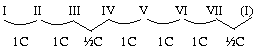 I II III IV V VI VII (I)
1C 1C ½C 1C 1C 1C ½C